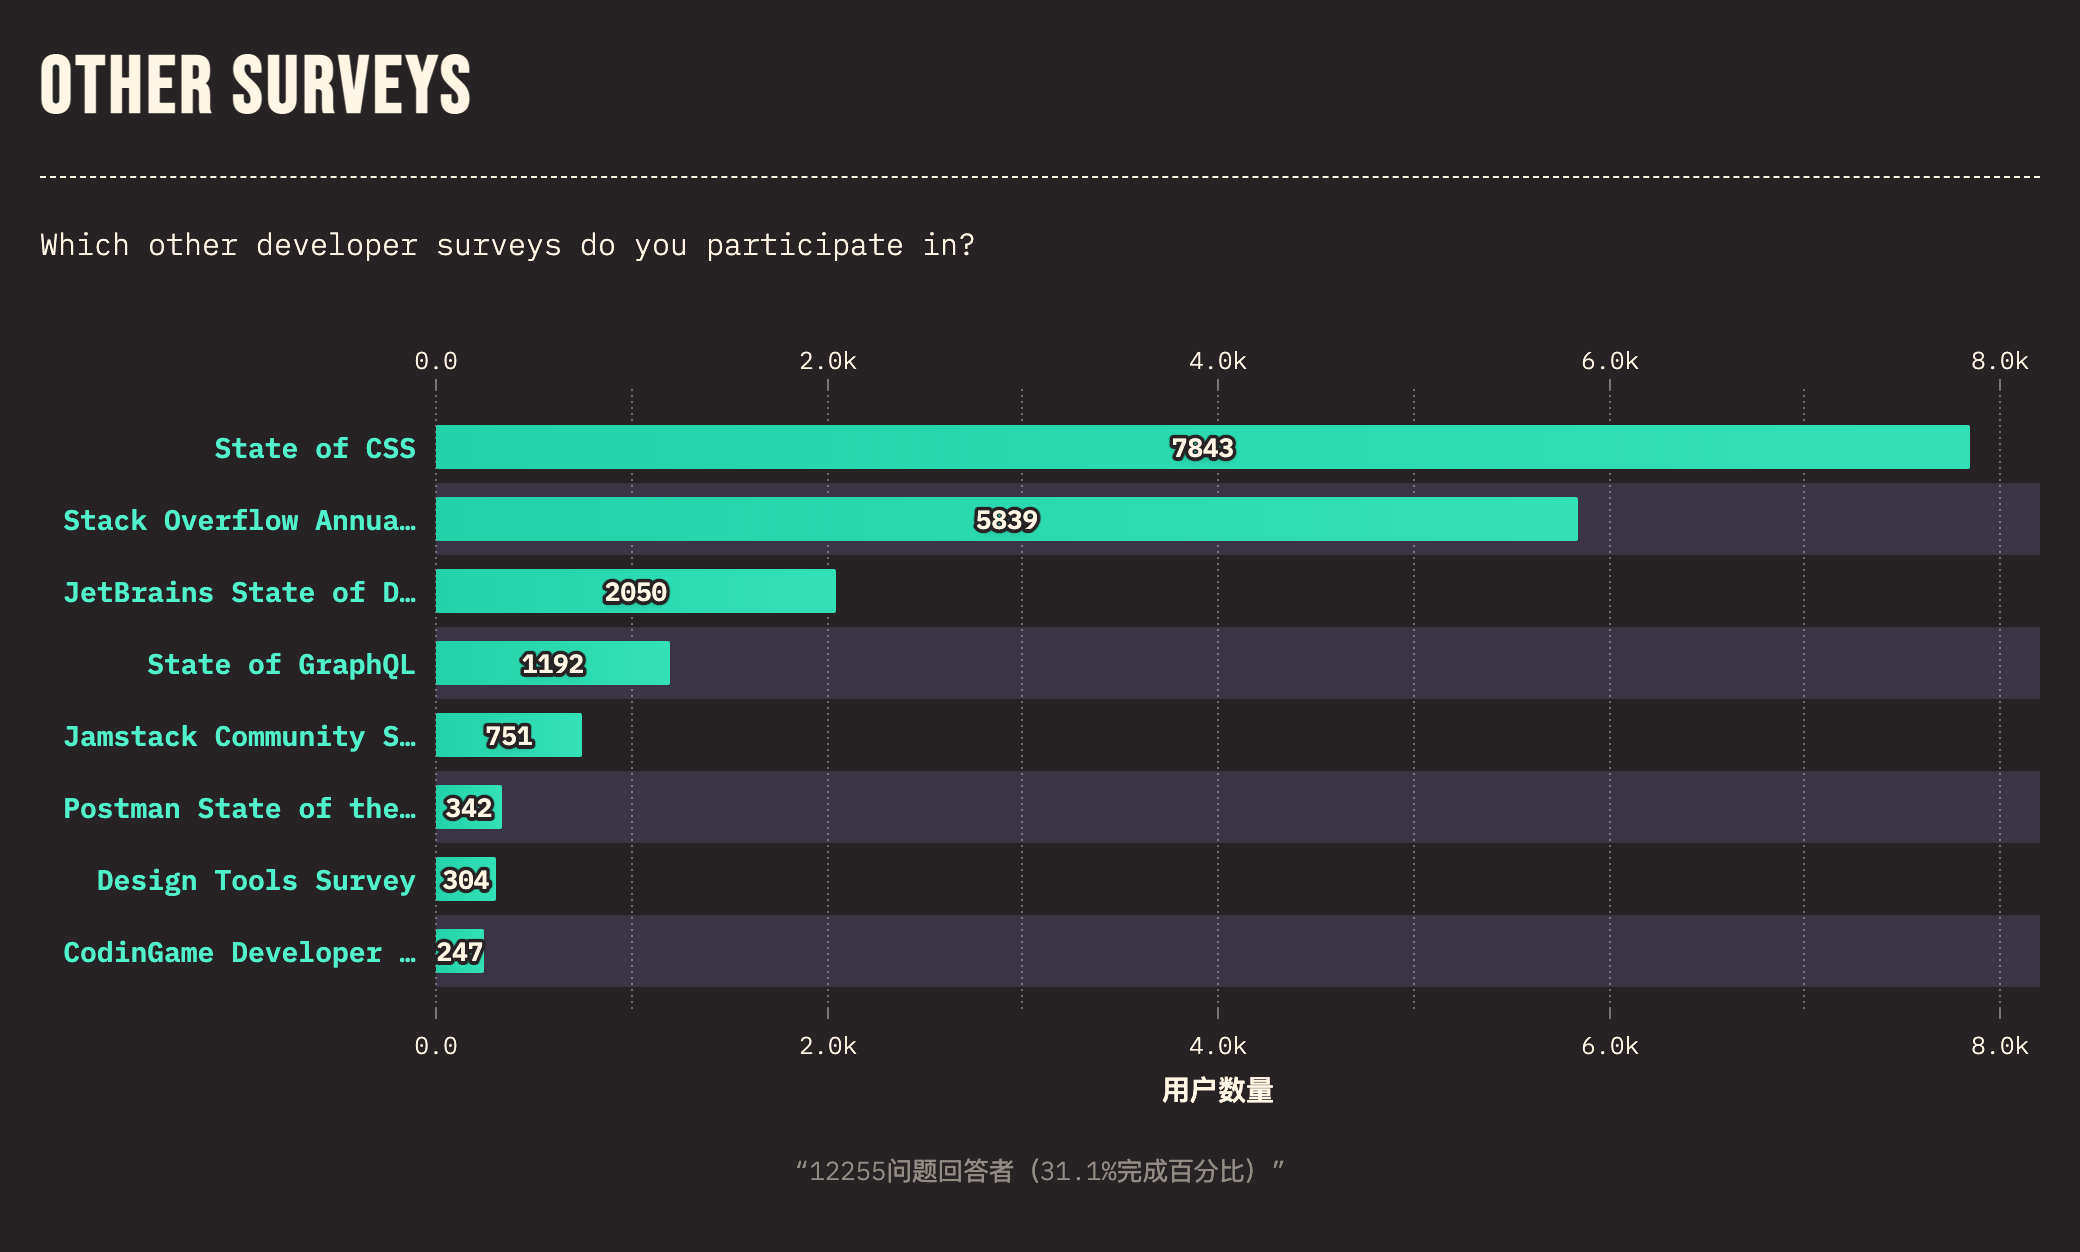 OTHER SURVEYS
Which other developer surveys do you participate in?
0.0 2.0k 4.0k 6.0k 8.0k
State of CSS 7843
Stack Overflow Annua… 5839
JetBrains State of D… 2050
State of GraphQL 1192
Jamstack Community S… 751
Postman State of the… 342
Design Tools Survey 304
CodinGame Developer … 247
0.0 2.0k 4.0k 6.0k 8.0k
用户数量
“12255问题回答者（31.1%完成百分比）”